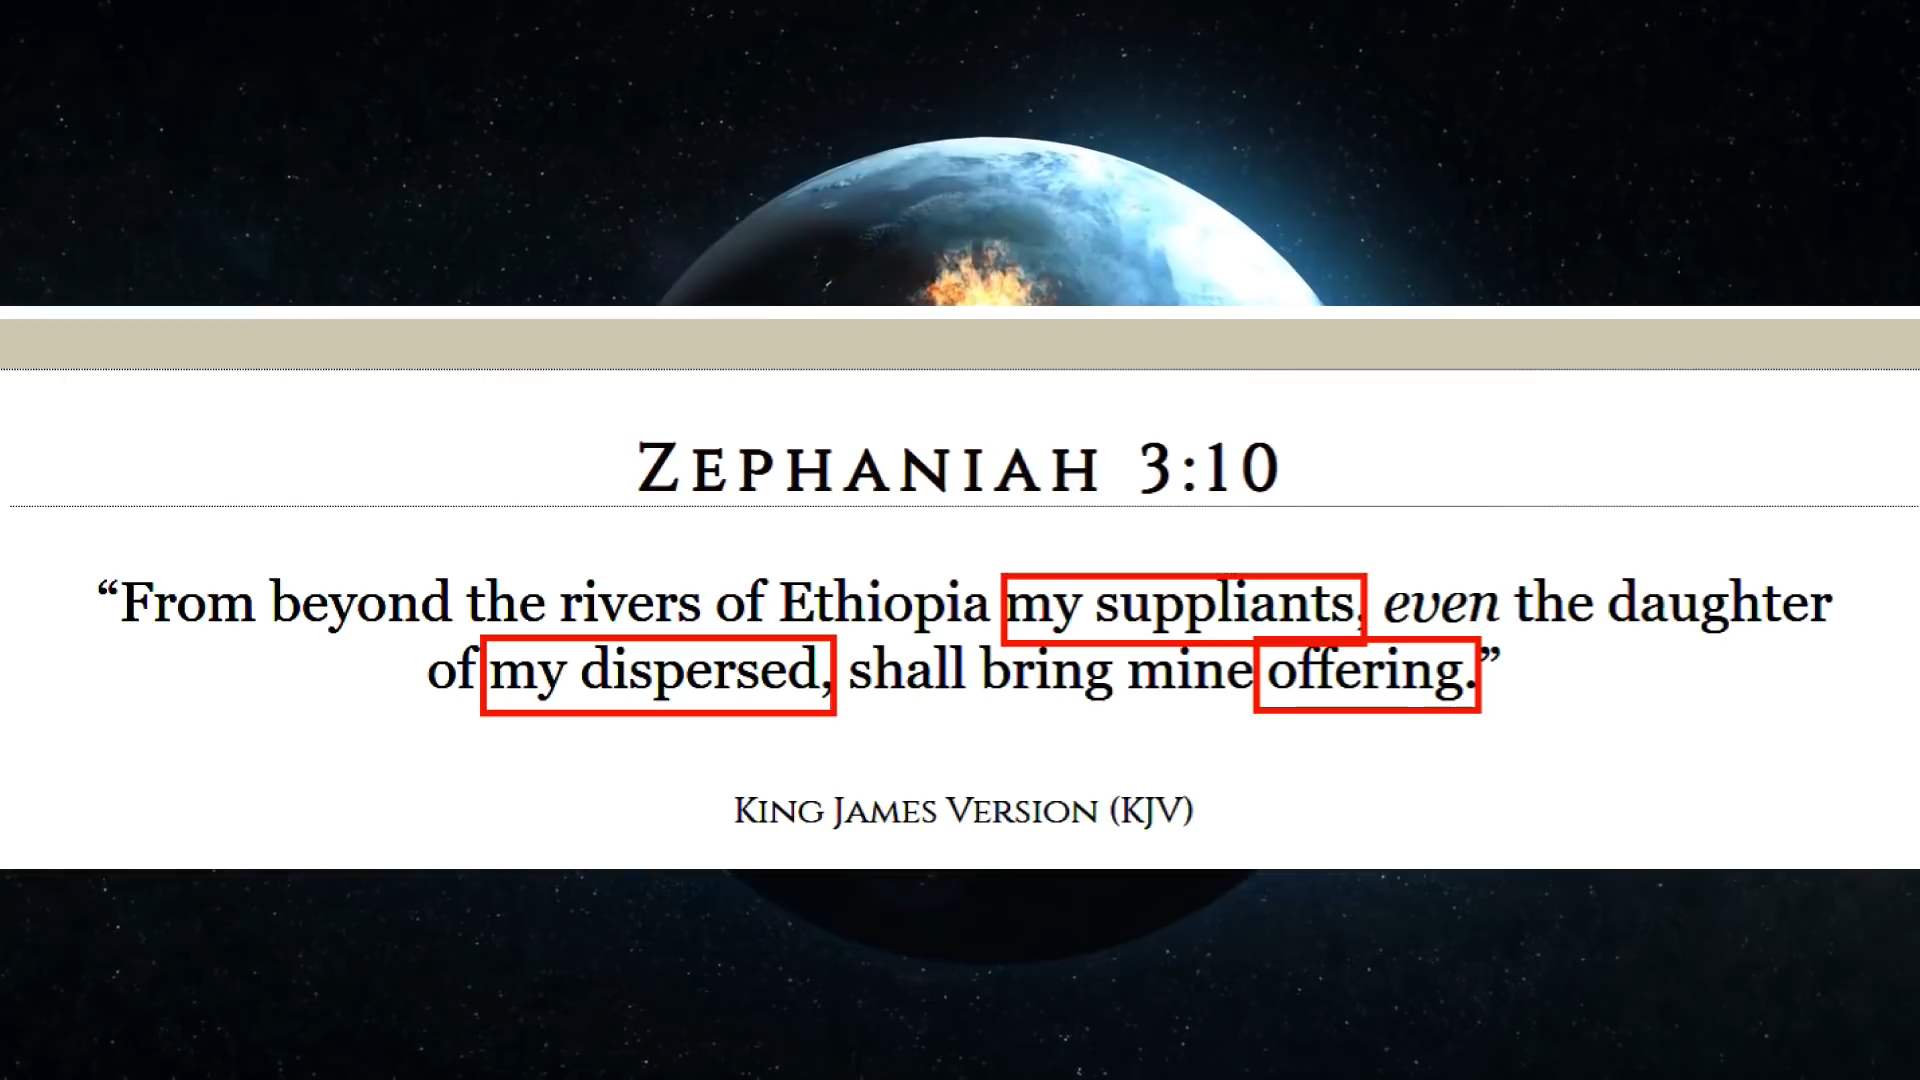 Zephaniah 3:10
“From beyond the rivers of Ethiopia my suppliants, even the daughter
of my dispersed, shall bring mine offering.”
King James Version (KJV)